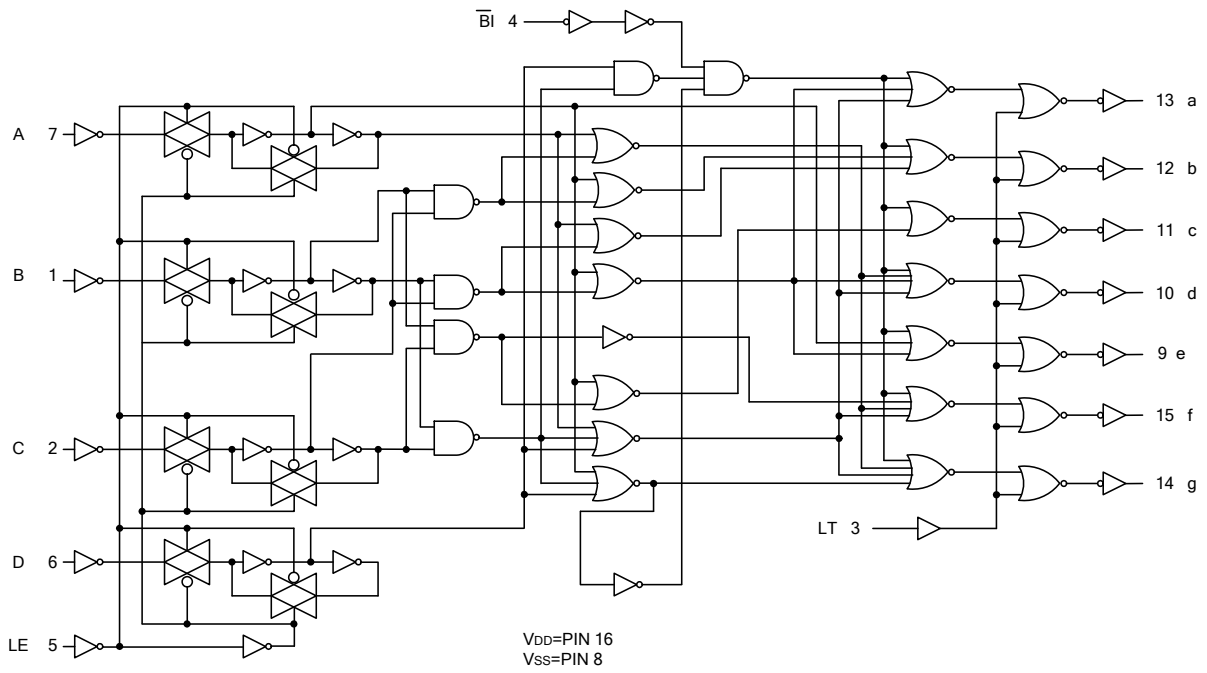 B̅I 4
A 7
B 1
C 2
D 6
LE 5
13 a
12 b
11 c
10 d
9 e
15 f
14 g
LT 3
VDD=PIN 16
VSS=PIN 8